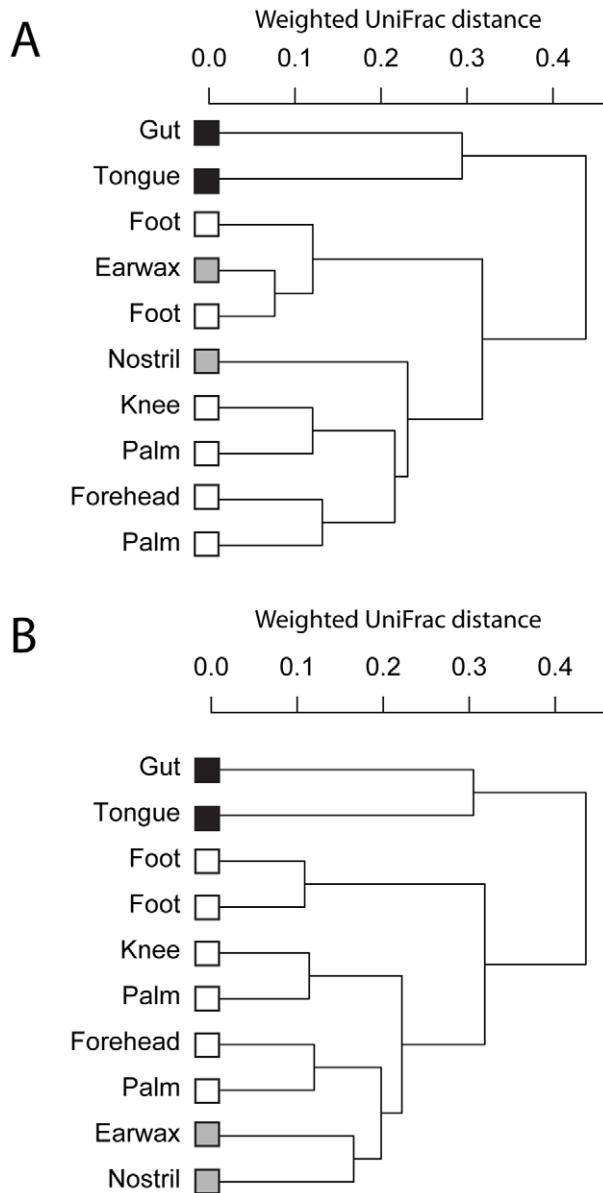 A
Weighted UniFrac distance
0.0 0.1 0.2 0.3 0.4
Gut
Tongue
Foot
Earwax
Foot
Nostril
Knee
Palm
Forehead
Palm
B
Weighted UniFrac distance
0.0 0.1 0.2 0.3 0.4
Gut
Tongue
Foot
Foot
Knee
Palm
Forehead
Palm
Earwax
Nostril